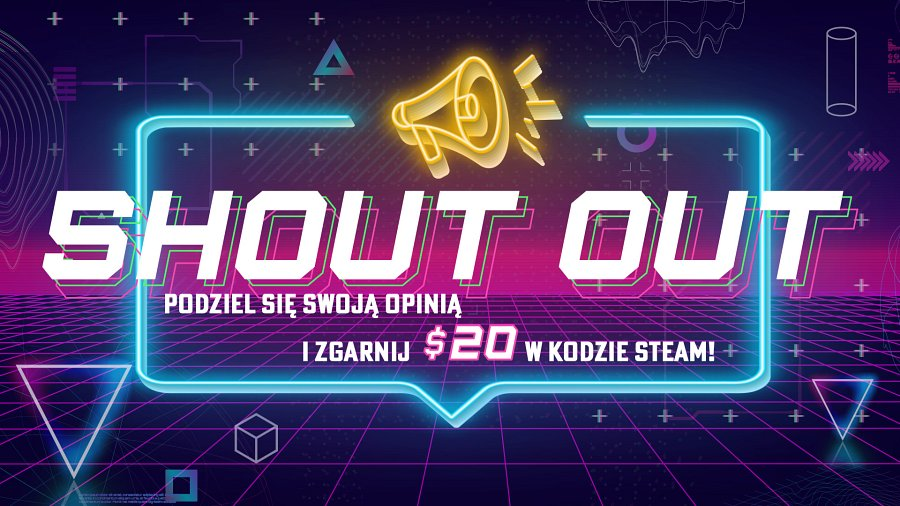 SHOUT OUT
PODZIEL SIĘ SWOJĄ OPINIĄ
I ZGARNIJ $20 W KODZIE STEAM!